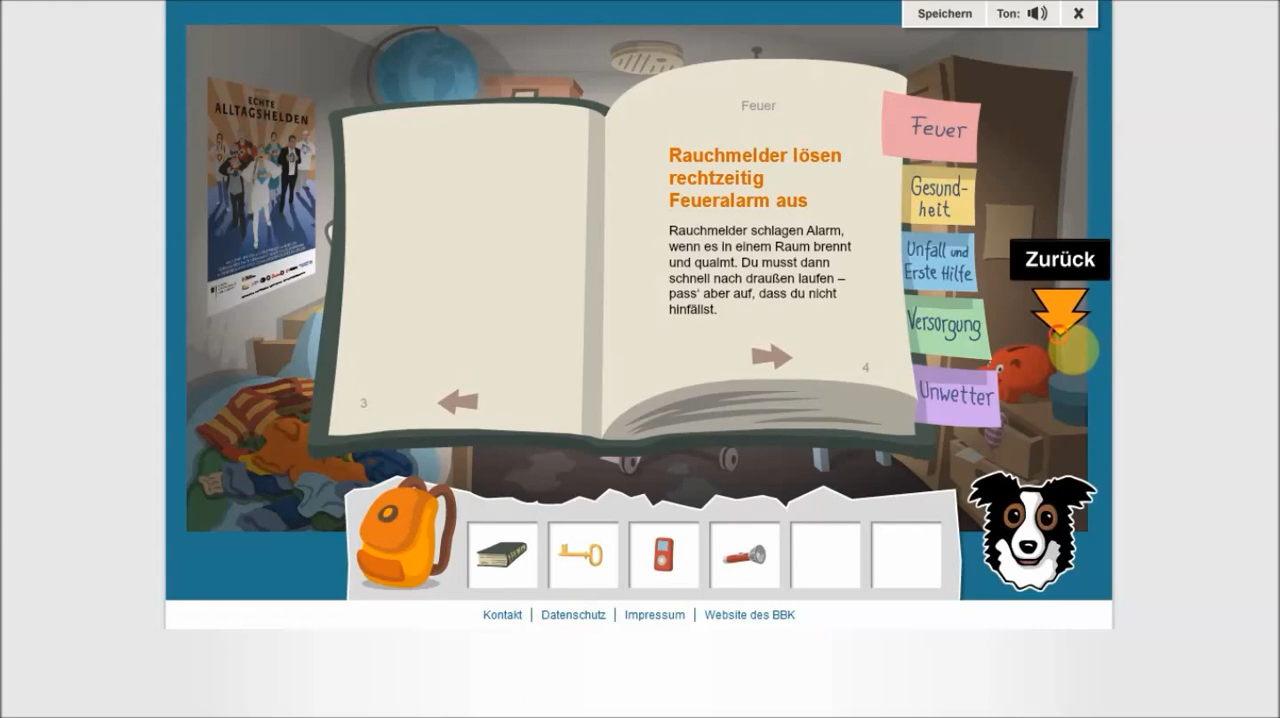 Speichern
Ton:
x
ECHTE
ALLTAGSHELDEN
Feuer
Rauchmelder lösen
rechtzeitig
Feueralarm aus
Rauchmelder schlagen Alarm,
wenn es in einem Raum brennt
und qualmt. Du musst dann
schnell nach draußen laufen –
pass' aber auf, dass du nicht
hinfällst.
3
4
Feuer
Gesund-
heit
Unfall und
Erste Hilfe
Versorgung
Unwetter
Zurück
Kontakt | Datenschutz | Impressum | Website des BBK